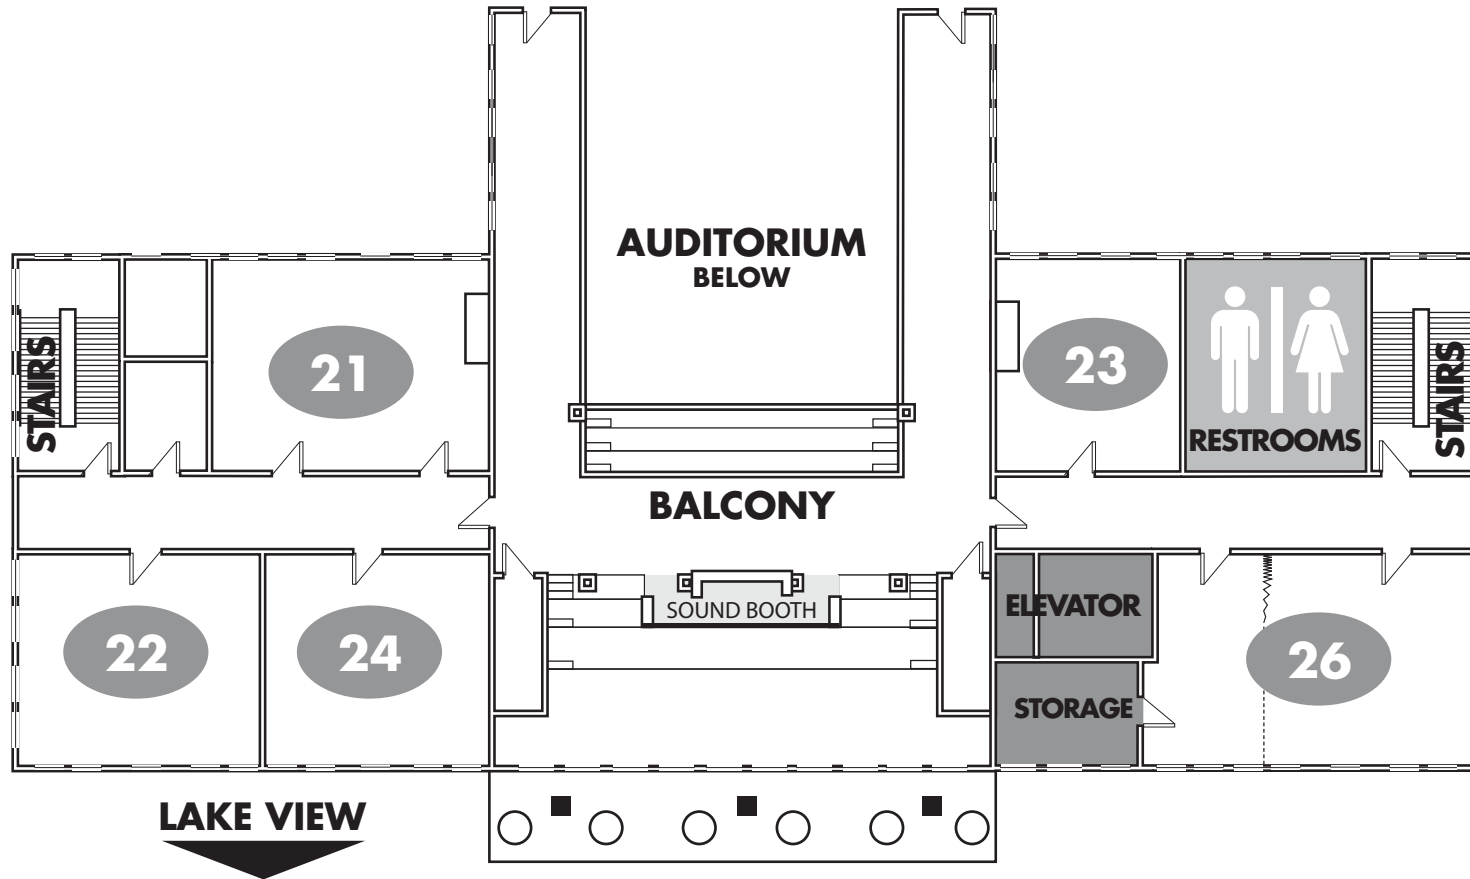 AUDITORIUM
BELOW
STAIRS
21
23
RESTROOMS
STAIRS
BALCONY
SOUND BOOTH
ELEVATOR
22
24
26
STORAGE
LAKE VIEW